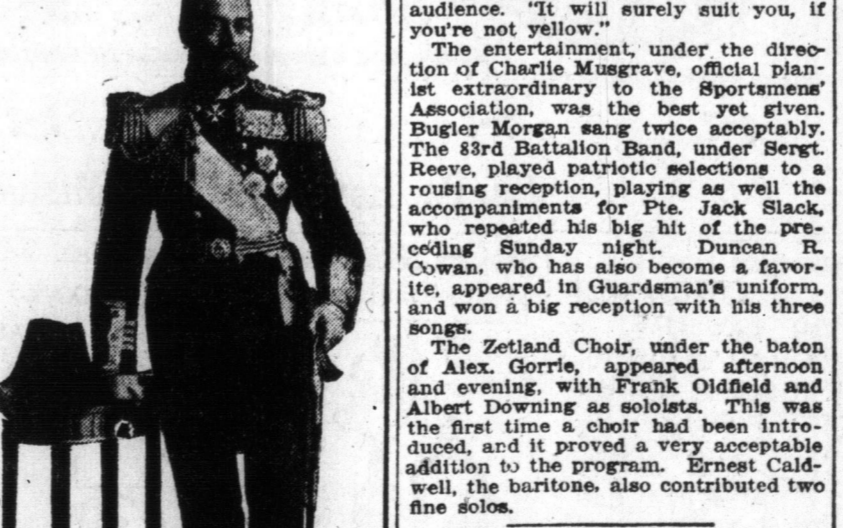 audience. "It will surely suit you, if
you're not yellow."
The entertainment, under the direc-
tion of Charlie Musgrave, official pian-
ist extraordinary to the Sportsmens'
Association, was the best yet given.
Bugler Morgan sang twice acceptably.
The 83rd Battalion Band, under Sergt.
Reeve, played patriotic selections to a
rousing reception, playing as well the
accompaniments for Pte. Jack Slack,
who repeated his big hit of the pre-
ceding Sunday night. Duncan R.
Cowan, who has also become a favor-
ite, appeared in Guardsman's uniform,
and won a big reception with his three
songs.
The Zetland Choir, under the baton
of Alex. Gorrie, appeared afternoon
and evening, with Frank Oldfield and
Albert Downing as soloists. This was
the first time a choir had been intro-
duced, and it proved a very acceptable
addition to the program. Ernest Cald-
well, the baritone, also contributed two
fine solos.